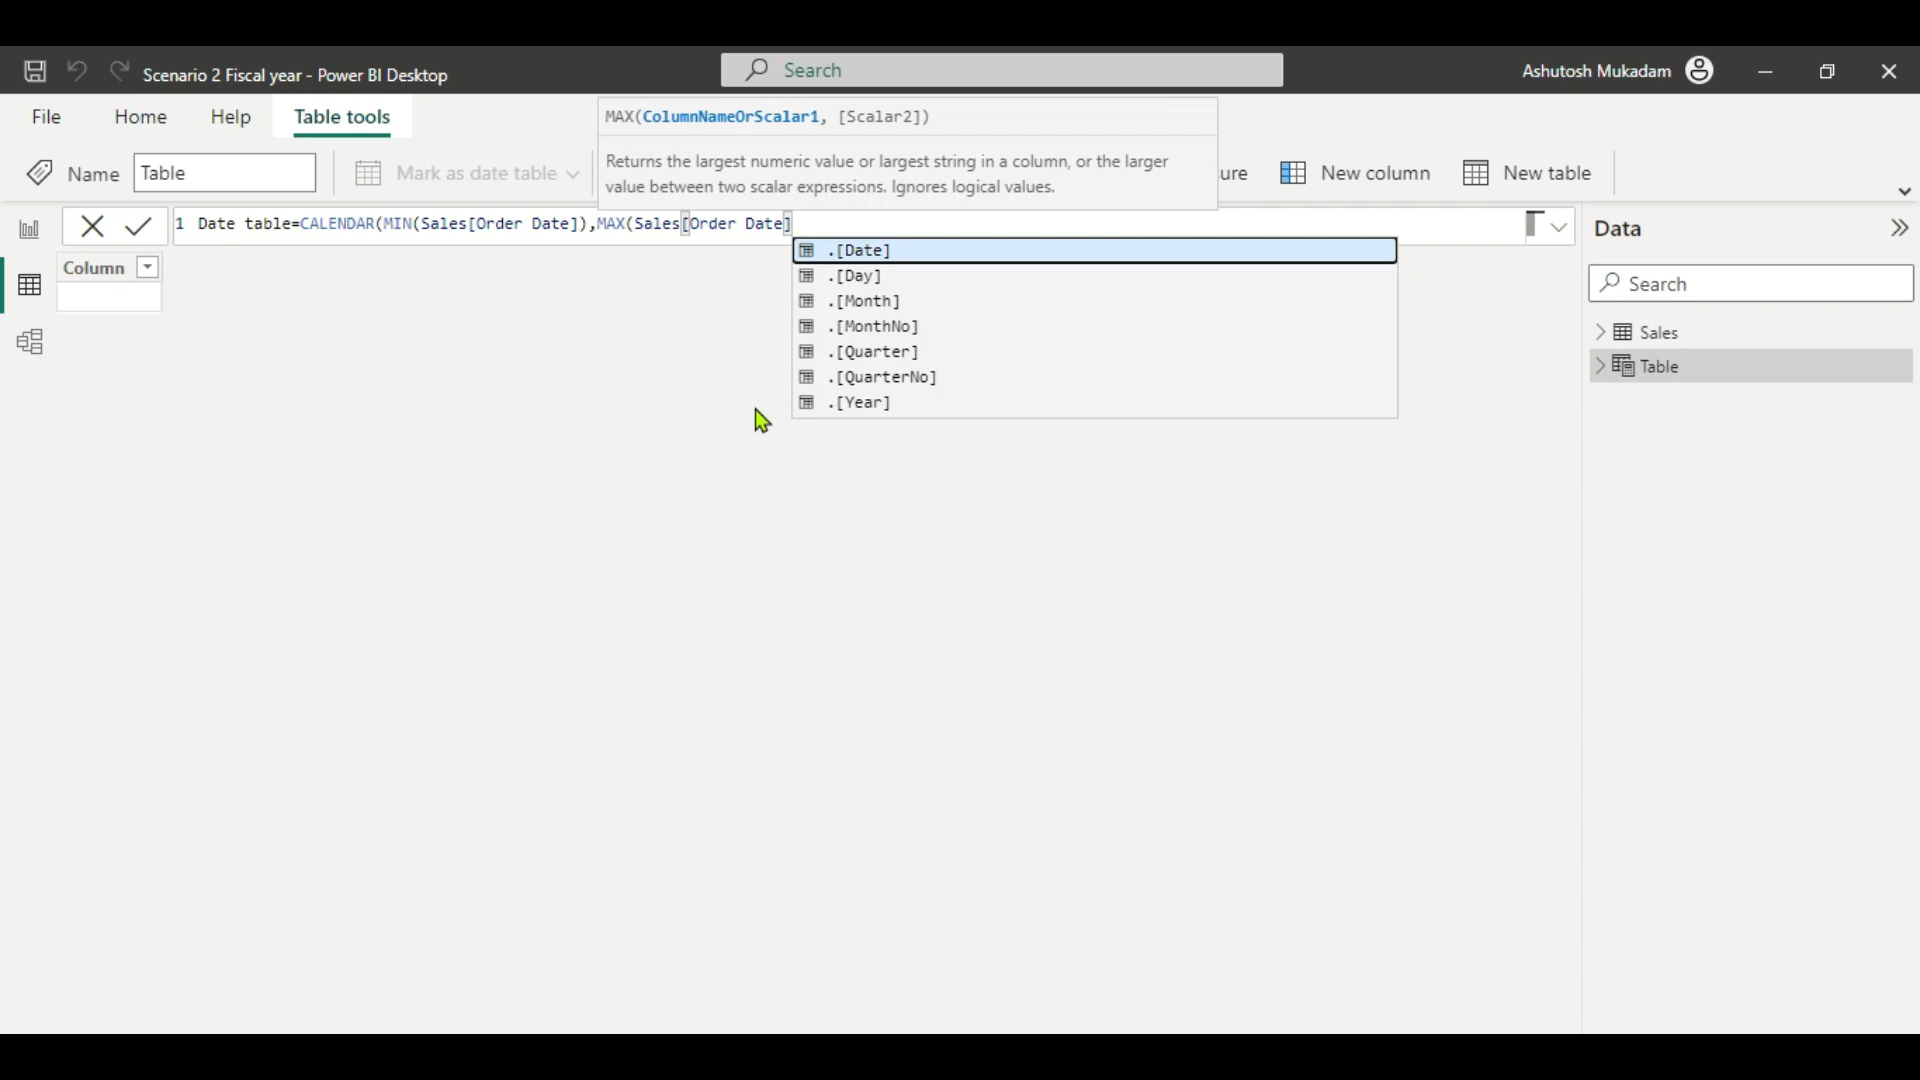 Scenario 2 Fiscal year - Power BI Desktop
Search
Ashutosh Mukadam
File
Home
Help
Table tools
MAX(ColumnNameOrScalar1, [Scalar2])
Returns the largest numeric value or largest string in a column, or the larger
value between two scalar expressions. Ignores logical values.
Name
Table
Mark as date table
ure
New column
New table
1 Date table=CALENDAR(MIN(Sales[Order Date]),MAX(Sales[Order Date]
Column
.[Date]
.[Day]
.[Month]
.[MonthNo]
.[Quarter]
.[QuarterNo]
.[Year]
Data
Search
Sales
Table